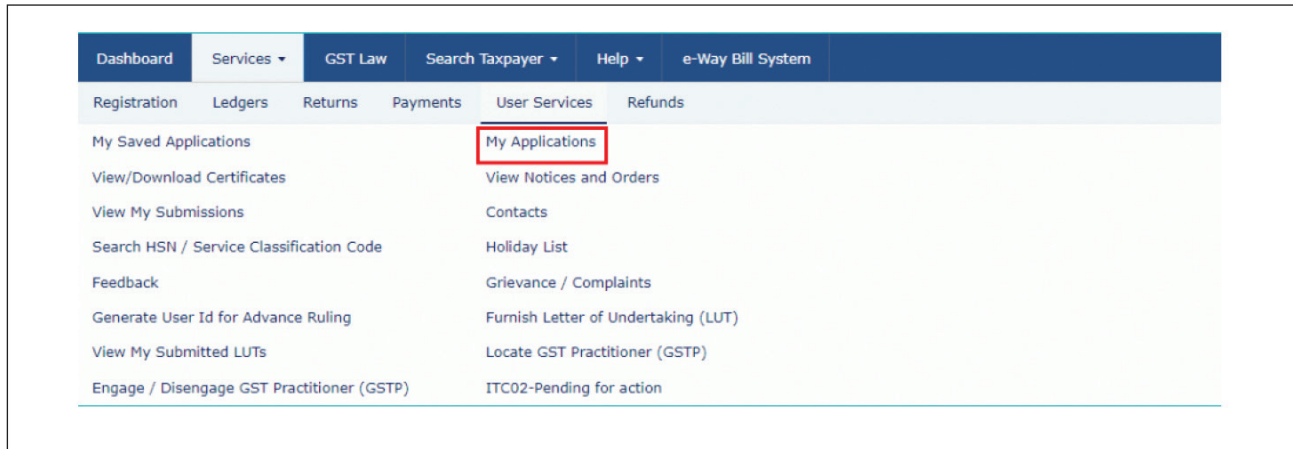 Dashboard Services GST Law Search Taxpayer Help e-Way Bill System
Registration Ledgers Returns Payments User Services Refunds
My Saved Applications My Applications
View/Download Certificates View Notices and Orders
View My Submissions Contacts
Search HSN / Service Classification Code Holiday List
Feedback Grievance / Complaints
Generate User Id for Advance Ruling Furnish Letter of Undertaking (LUT)
View My Submitted LUTs Locate GST Practitioner (GSTP)
Engage / Disengage GST Practitioner (GSTP) ITC02-Pending for action